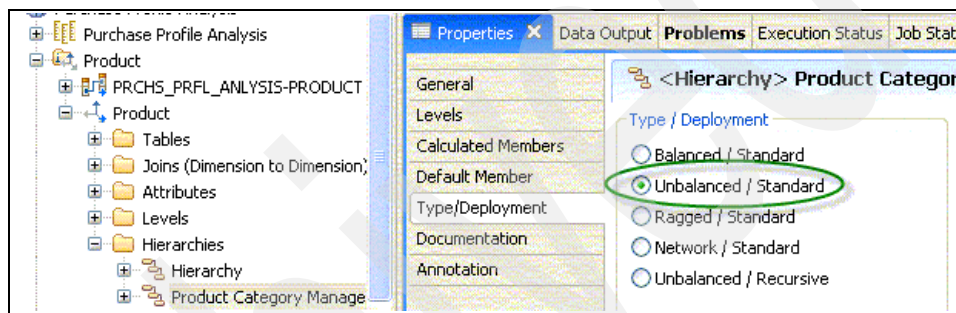 Purchase Profile Analysis
Product
PRCHS_PRFL_ANLYSIS-PRODUCT
Product
Tables
Joins (Dimension to Dimension)
Attributes
Levels
Hierarchies
Hierarchy
Product Category Manage
Properties Data Output Problems Execution Status Job Stat
General
Levels
Calculated Members
Default Member
Type/Deployment
Documentation
Annotation
<Hierarchy> Product Categor
Type / Deployment
Balanced / Standard
Unbalanced / Standard
Ragged / Standard
Network / Standard
Unbalanced / Recursive